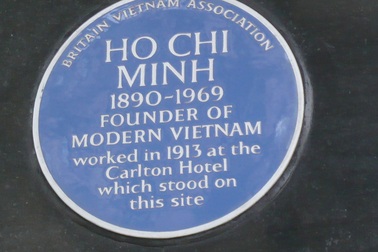 BRITAIN VIETNAM ASSOCIATION
HO CHI
MINH
1890-1969
FOUNDER OF
MODERN VIETNAM
worked in 1913 at the
Carlton Hotel
which stood on
this site